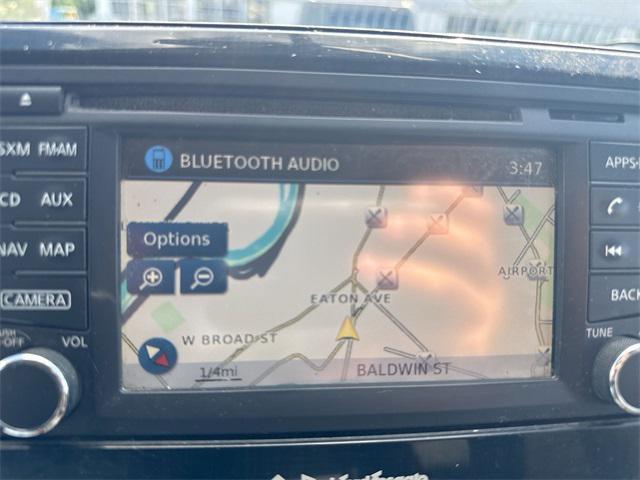 SXM FM·AM
CD AUX
NAV MAP
CAMERA
VOL
BLUETOOTH AUDIO 3:47
Options
AIRPORT
EATON AVE
W BROAD ST
1/4mi
BALDWIN ST
APPS
BACK
TUNE